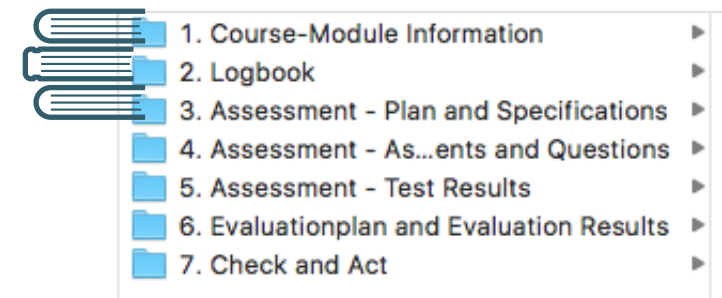 1. Course-Module Information
2. Logbook
3. Assessment - Plan and Specifications
4. Assessment - As...ents and Questions
5. Assessment - Test Results
6. Evaluationplan and Evaluation Results
7. Check and Act